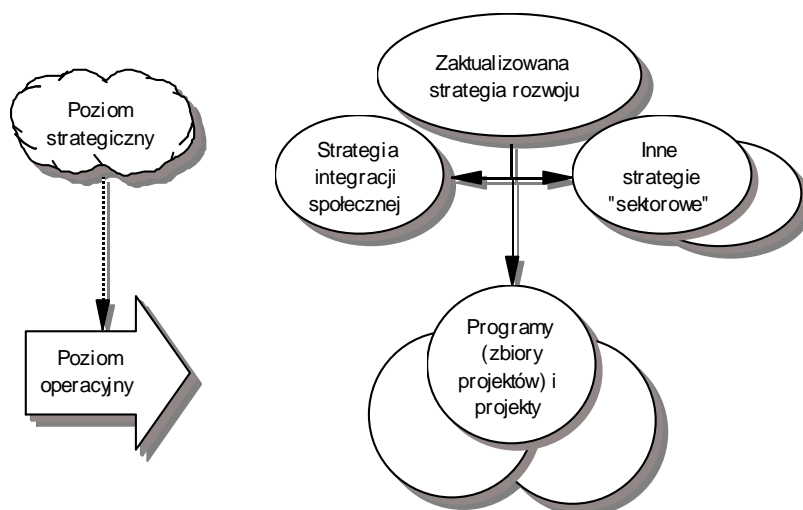 Zaktualizowana
strategia rozwoju
Poziom
strategiczny
Strategia
integracji
społecznej
Inne
strategie
"sektorowe"
Programy
(zbiory
projektów) i
projekty
Poziom
operacyjny